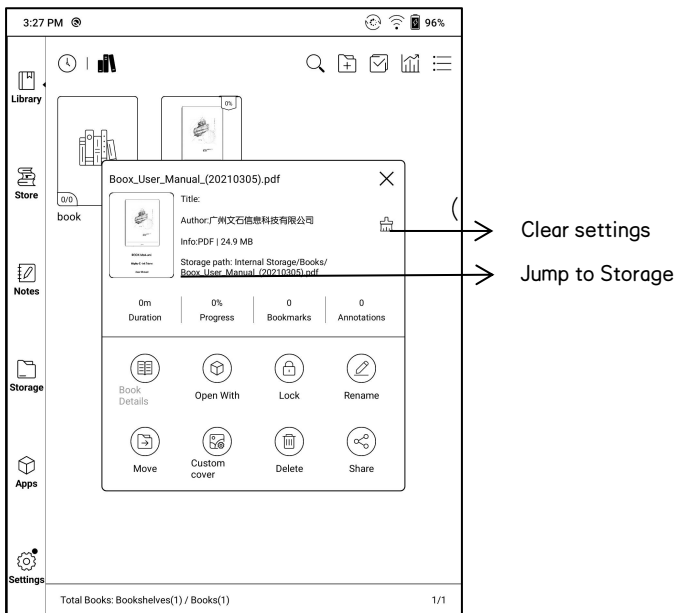 3:27 PM
96%
Library
Store
Notes
Storage
Apps
Settings
0/0
book
0%
Boox_User_Manual_(20210305).pdf
Title:
Author:广州文石信息科技有限公司
Info:PDF | 24.9 MB
Storage path: Internal Storage/Books/
Boox_User_Manual_(20210305).pdf
0m
Duration
0%
Progress
0
Bookmarks
0
Annotations
Book
Details
Open With
Lock
Rename
Move
Custom
cover
Delete
Share
Total Books: Bookshelves(1) / Books(1)
1/1
Clear settings
Jump to Storage